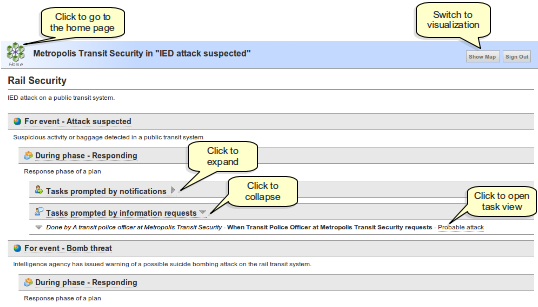 Click to go to
the home page
Switch to
visualization
HOME
Metropolis Transit Security in "IED attack suspected"
Show Map
Sign Out
Rail Security
IED attack on a public transit system.
For event - Attack suspected
Suspicious activity or baggage detected in a public transit system
During phase - Responding
Click to
expand
Response phase of a plan
Tasks prompted by notifications
Click to
collapse
Click to open
task view
Tasks prompted by information requests
Done by A transit police officer at Metropolis Transit Security - When Transit Police Officer at Metropolis Transit Security requests - Probable attack
For event - Bomb threat
Intelligence agency has issued warning of a possible suicide bombing attack on the rail transit system.
During phase - Responding
Response phase of a plan